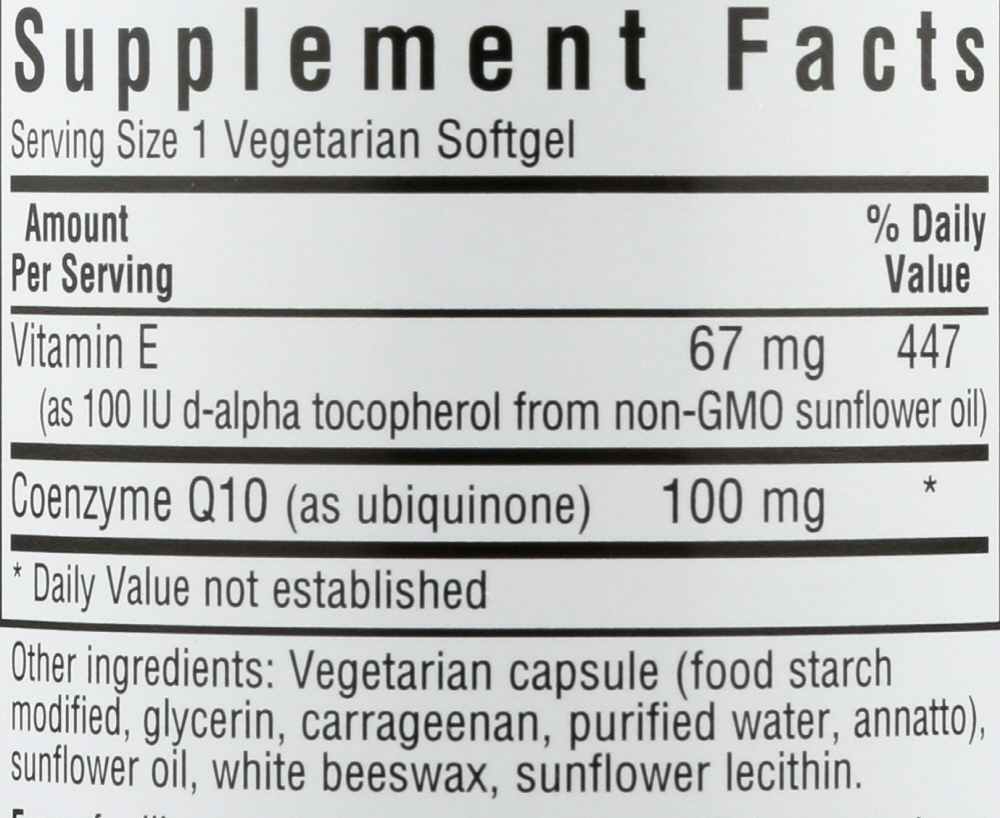 Supplement Facts
Serving Size 1 Vegetarian Softgel
Amount % Daily
Per Serving Value
Vitamin E 67 mg 447
(as 100 IU d-alpha tocopherol from non-GMO sunflower oil)
Coenzyme Q10 (as ubiquinone) 100 mg *
* Daily Value not established
Other ingredients: Vegetarian capsule (food starch
modified, glycerin, carrageenan, purified water, annatto),
sunflower oil, white beeswax, sunflower lecithin.